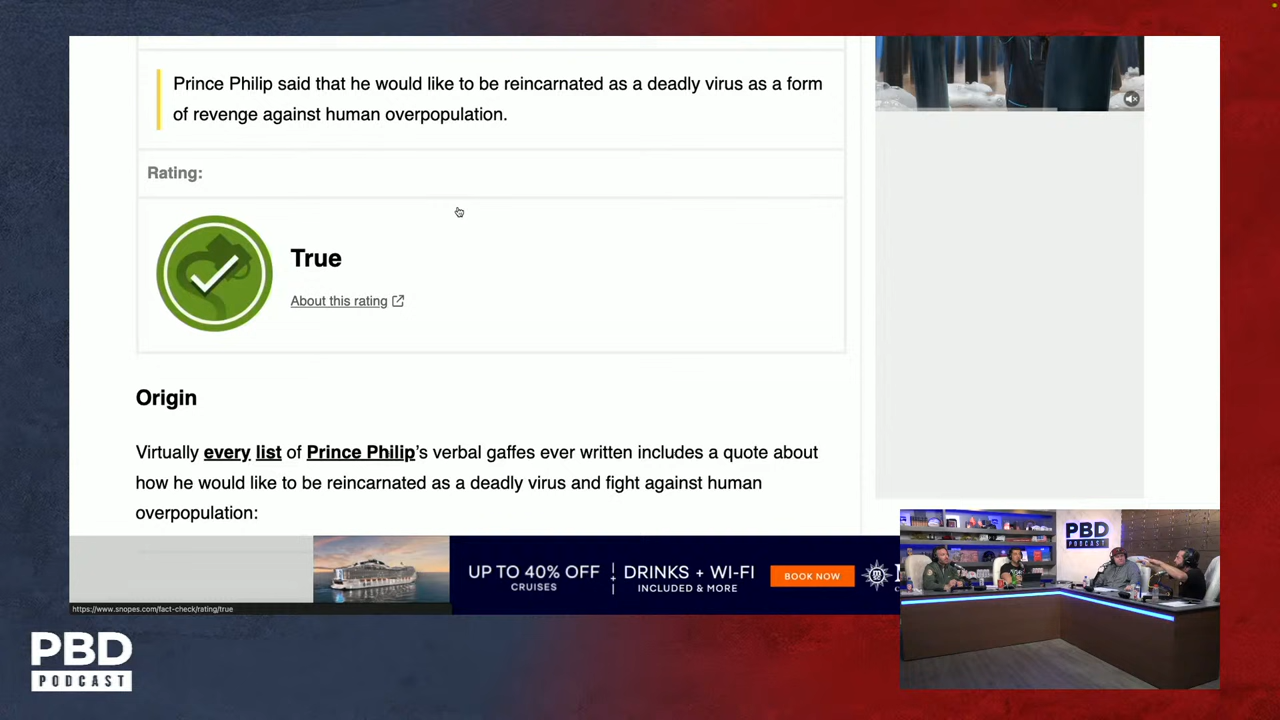 Prince Philip said that he would like to be reincarnated as a deadly virus as a form
of revenge against human overpopulation.
Rating:
True
About this rating
Origin
Virtually every list of Prince Philip's verbal gaffes ever written includes a quote about
how he would like to be reincarnated as a deadly virus and fight against human
overpopulation:
UP TO 40% OFF
CRUISES
+
DRINKS + WI-FI
INCLUDED & MORE
BOOK NOW
https://www.snopes.com/fact-check/rating/true
PBD
PODCAST
PBD
PODCAST